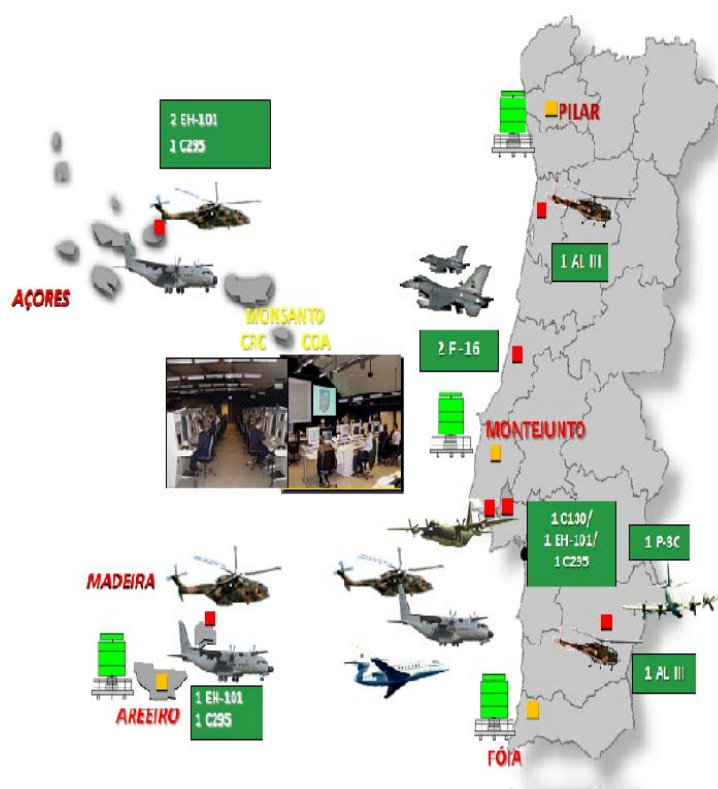 2 EH-101
1 C295
PILAR
1 AL III
AÇORES
MONSANTO
CRC COA
2 F-16
MONTEJUNTO
1 C130/
1 EH-101/
1 C295
1 P-3C
MADEIRA
1 AL III
1 EH-101
1 C295
AREEIRO
FÓIA